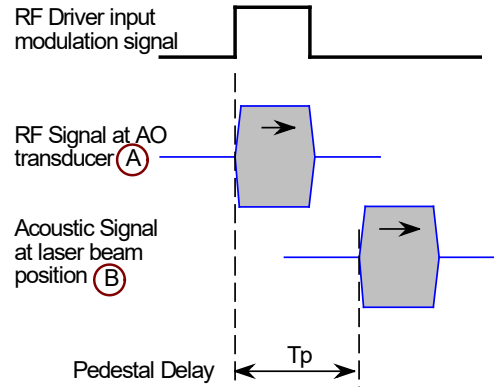 RF Driver input
modulation signal
RF Signal at AO
transducer A
Acoustic Signal
at laser beam
position B
Pedestal Delay Tp